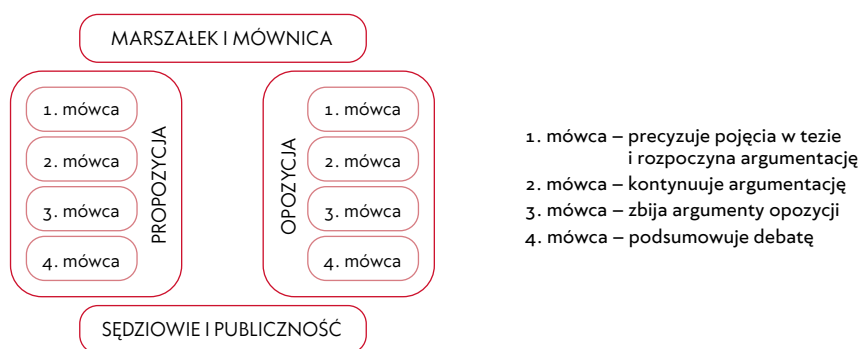 MARSZAŁEK I MÓWNICA
1. mówca
2. mówca
3. mówca
4. mówca
PROPOZYCJA
OPOZYCJA
1. mówca
2. mówca
3. mówca
4. mówca
SĘDZIOWIE I PUBLICZNOŚĆ
1. mówca – precyzuje pojęcia w tezie
i rozpoczyna argumentację
2. mówca – kontynuuje argumentację
3. mówca – zbija argumenty opozycji
4. mówca – podsumowuje debatę